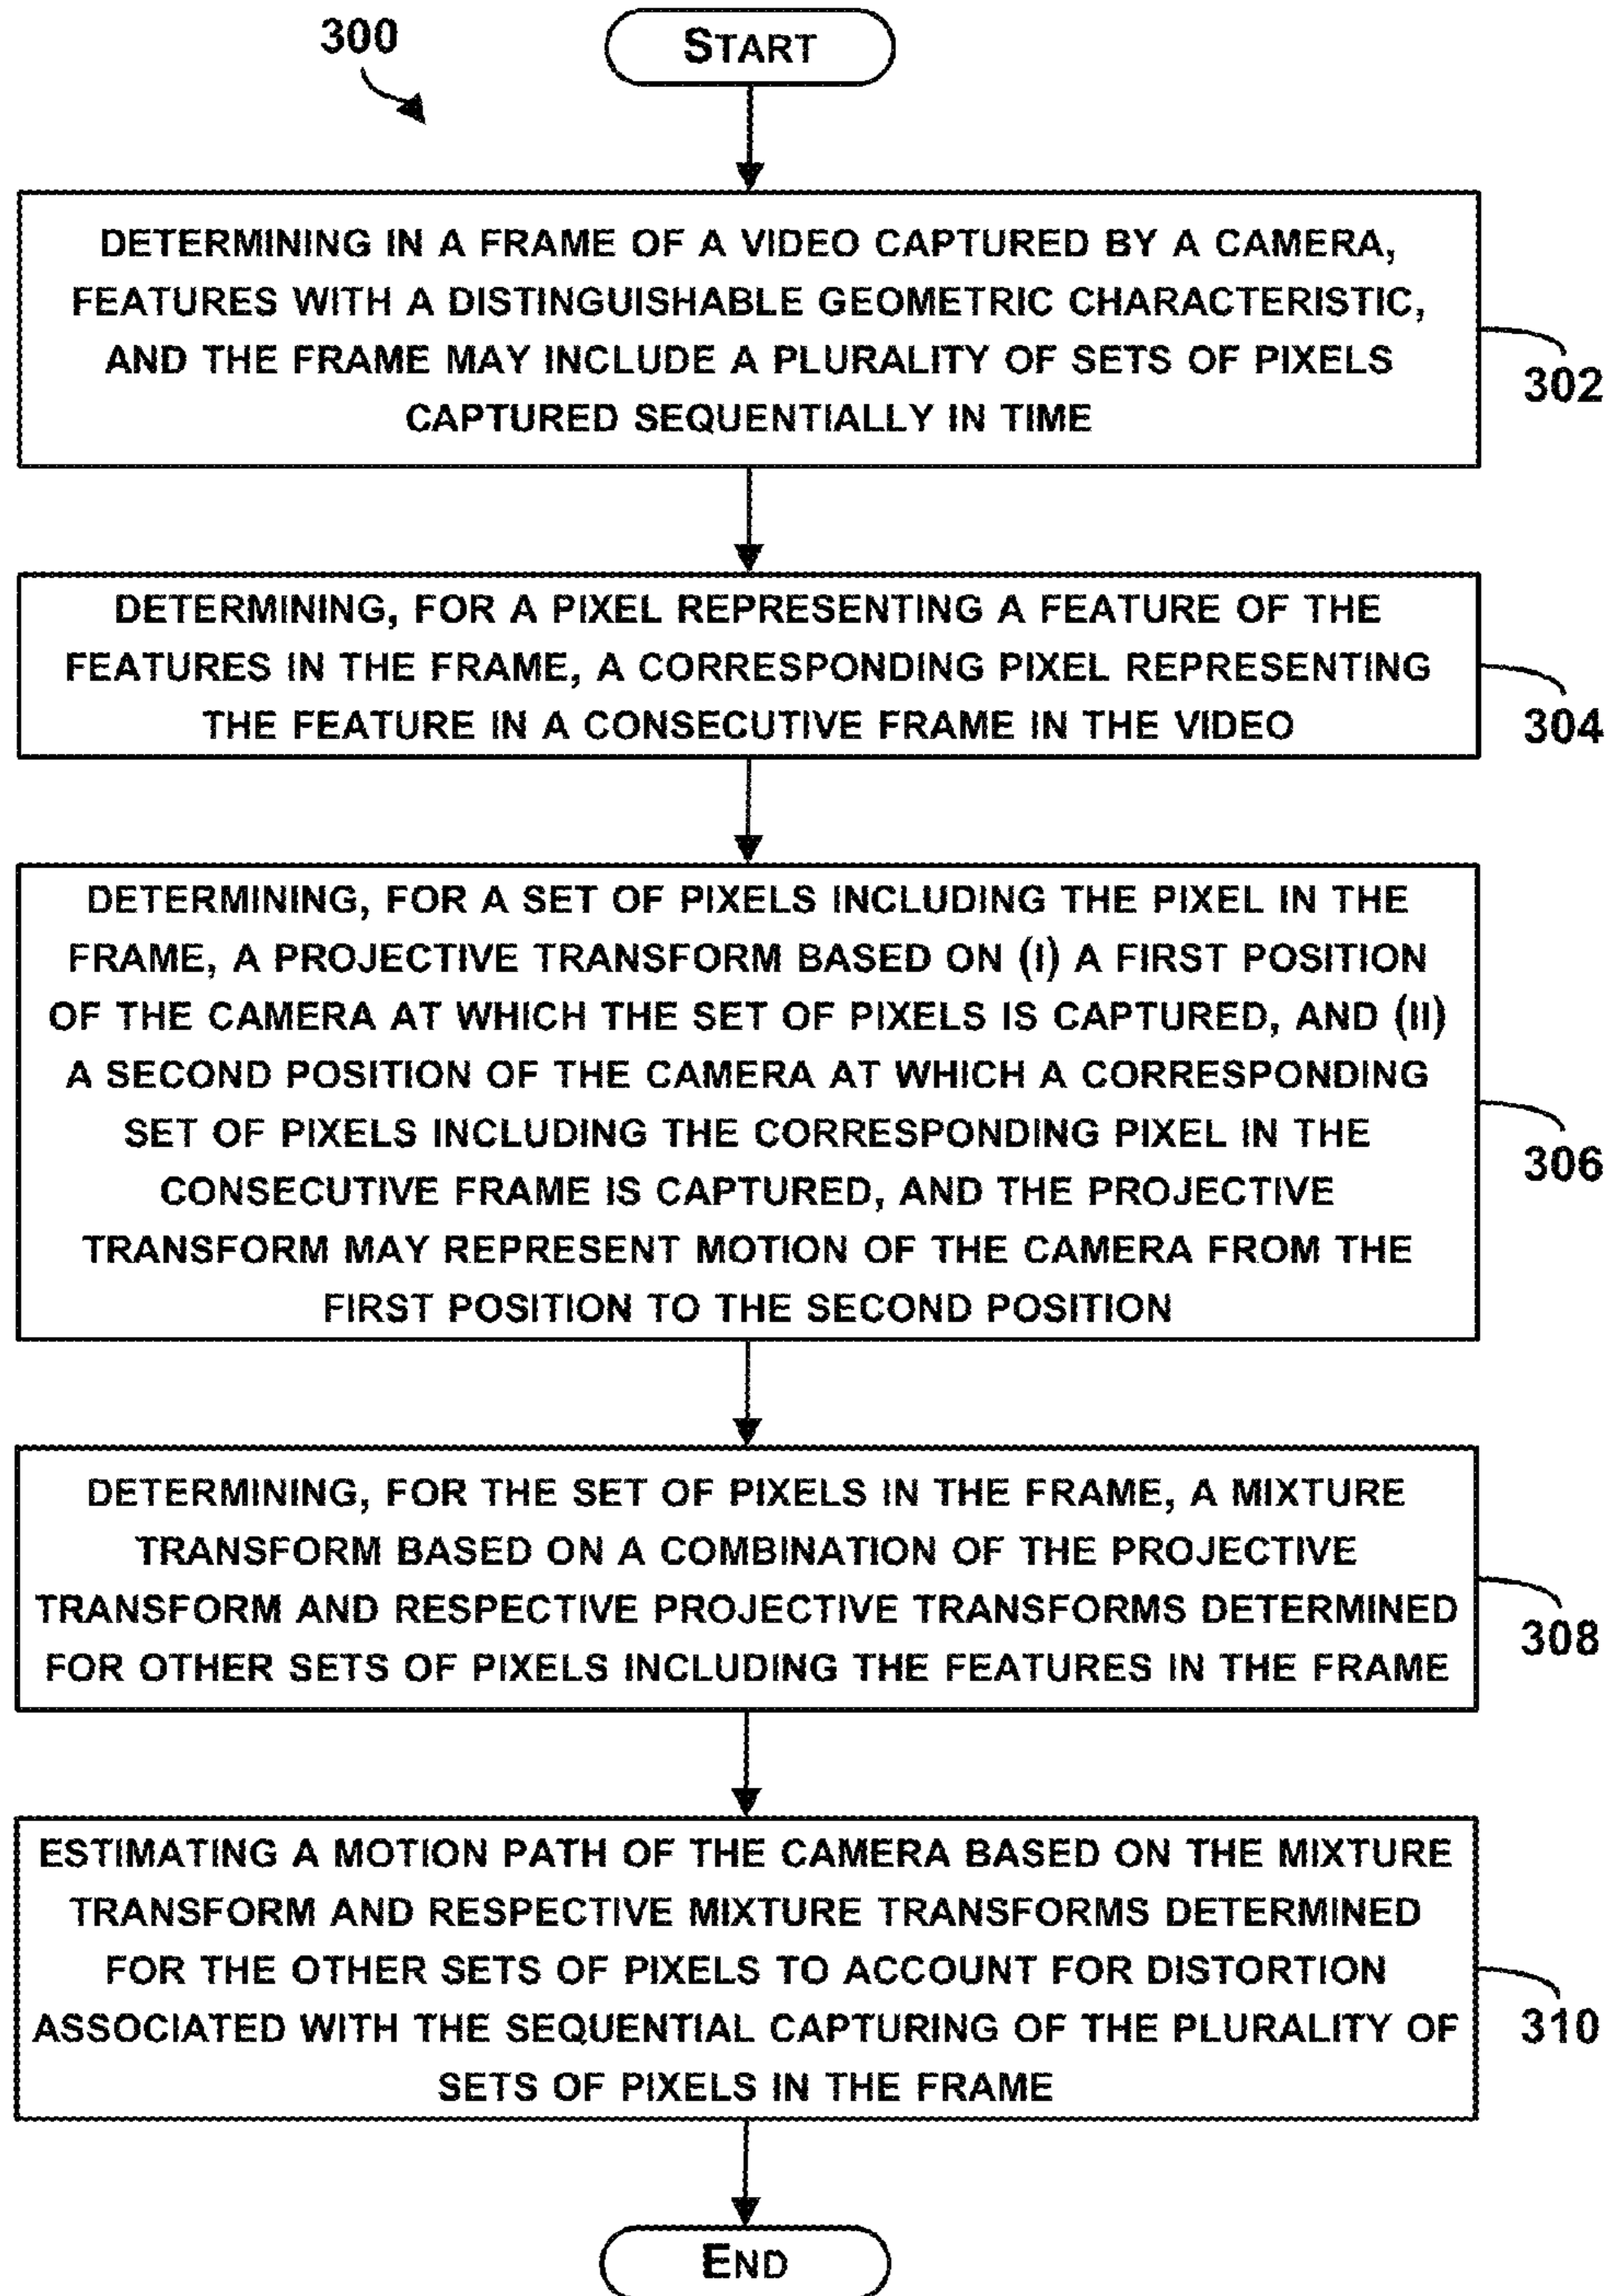 300
START
DETERMINING IN A FRAME OF A VIDEO CAPTURED BY A CAMERA,
FEATURES WITH A DISTINGUISHABLE GEOMETRIC CHARACTERISTIC,
AND THE FRAME MAY INCLUDE A PLURALITY OF SETS OF PIXELS
CAPTURED SEQUENTIALLY IN TIME
302
DETERMINING, FOR A PIXEL REPRESENTING A FEATURE OF THE
FEATURES IN THE FRAME, A CORRESPONDING PIXEL REPRESENTING
THE FEATURE IN A CONSECUTIVE FRAME IN THE VIDEO
304
DETERMINING, FOR A SET OF PIXELS INCLUDING THE PIXEL IN THE
FRAME, A PROJECTIVE TRANSFORM BASED ON (I) A FIRST POSITION
OF THE CAMERA AT WHICH THE SET OF PIXELS IS CAPTURED, AND (II)
A SECOND POSITION OF THE CAMERA AT WHICH A CORRESPONDING
SET OF PIXELS INCLUDING THE CORRESPONDING PIXEL IN THE
CONSECUTIVE FRAME IS CAPTURED, AND THE PROJECTIVE
TRANSFORM MAY REPRESENT MOTION OF THE CAMERA FROM THE
FIRST POSITION TO THE SECOND POSITION
306
DETERMINING, FOR THE SET OF PIXELS IN THE FRAME, A MIXTURE
TRANSFORM BASED ON A COMBINATION OF THE PROJECTIVE
TRANSFORM AND RESPECTIVE PROJECTIVE TRANSFORMS DETERMINED
FOR OTHER SETS OF PIXELS INCLUDING THE FEATURES IN THE FRAME
308
ESTIMATING A MOTION PATH OF THE CAMERA BASED ON THE MIXTURE
TRANSFORM AND RESPECTIVE MIXTURE TRANSFORMS DETERMINED
FOR THE OTHER SETS OF PIXELS TO ACCOUNT FOR DISTORTION
ASSOCIATED WITH THE SEQUENTIAL CAPTURING OF THE PLURALITY OF
SETS OF PIXELS IN THE FRAME
310
END